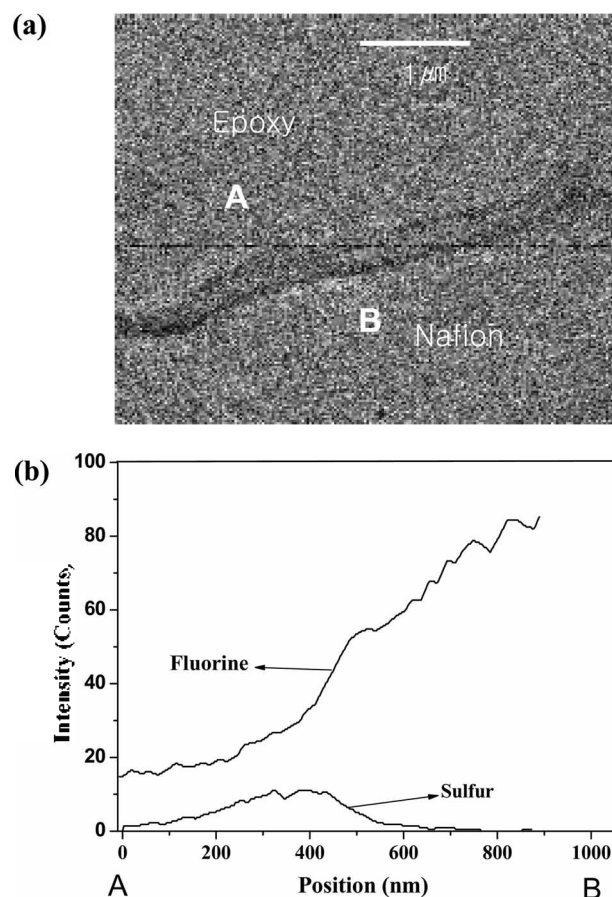 (a)
1 ㎛
Epoxy
A
B
Nafion
(b)
100
80
60
40
20
0
Intensity (Counts)
Fluorine
Sulfur
0 200 400 600 800 1000
A Position (nm) B